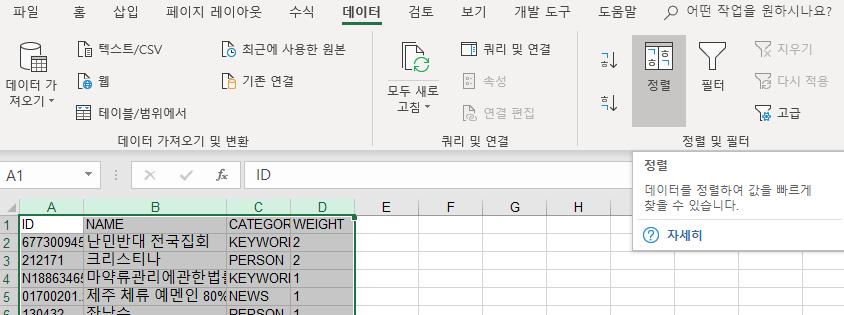 파일 홈 삽입 페이지 레이아웃 수식 데이터 검토 보기 개발 도구 도움말 어떤 작업을 원하시나요?
데이터 가져오기
텍스트/CSV
웹
테이블/범위에서
최근에 사용한 원본
기존 연결
데이터 가져오기 및 변환
모두 새로 고침
쿼리 및 연결
속성
연결 편집
쿼리 및 연결
정렬
필터
지우기
다시 적용
고급
정렬 및 필터
정렬
데이터를 정렬하여 값을 빠르게
찾을 수 있습니다.
자세히
A1 fx ID
A B C D E F G H
1 ID NAME CATEGOR WEIGHT
2 677300945 난민반대 전국집회 KEYWORI 2
3 212171 크리스티나 PERSON 2
4 N18863465 마약류관리에관한법률 KEYWORI 1
5 01700201. 제주 체류 예멘인 80% NEWS 1
6 130432 PERSON 1